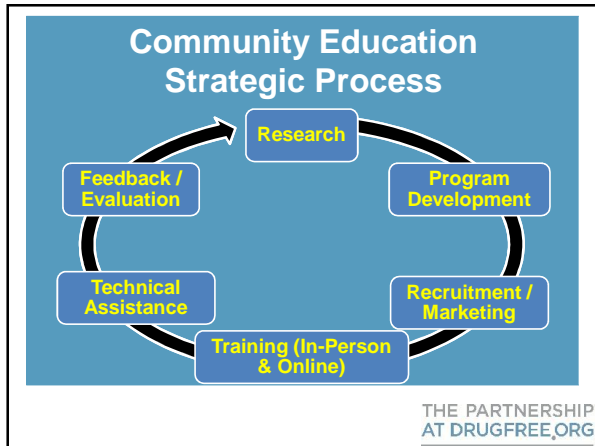 Community Education
Strategic Process
Research
Program
Development
Recruitment /
Marketing
Training (In-Person
& Online)
Technical
Assistance
Feedback /
Evaluation
THE PARTNERSHIP
AT DRUGFREE.ORG